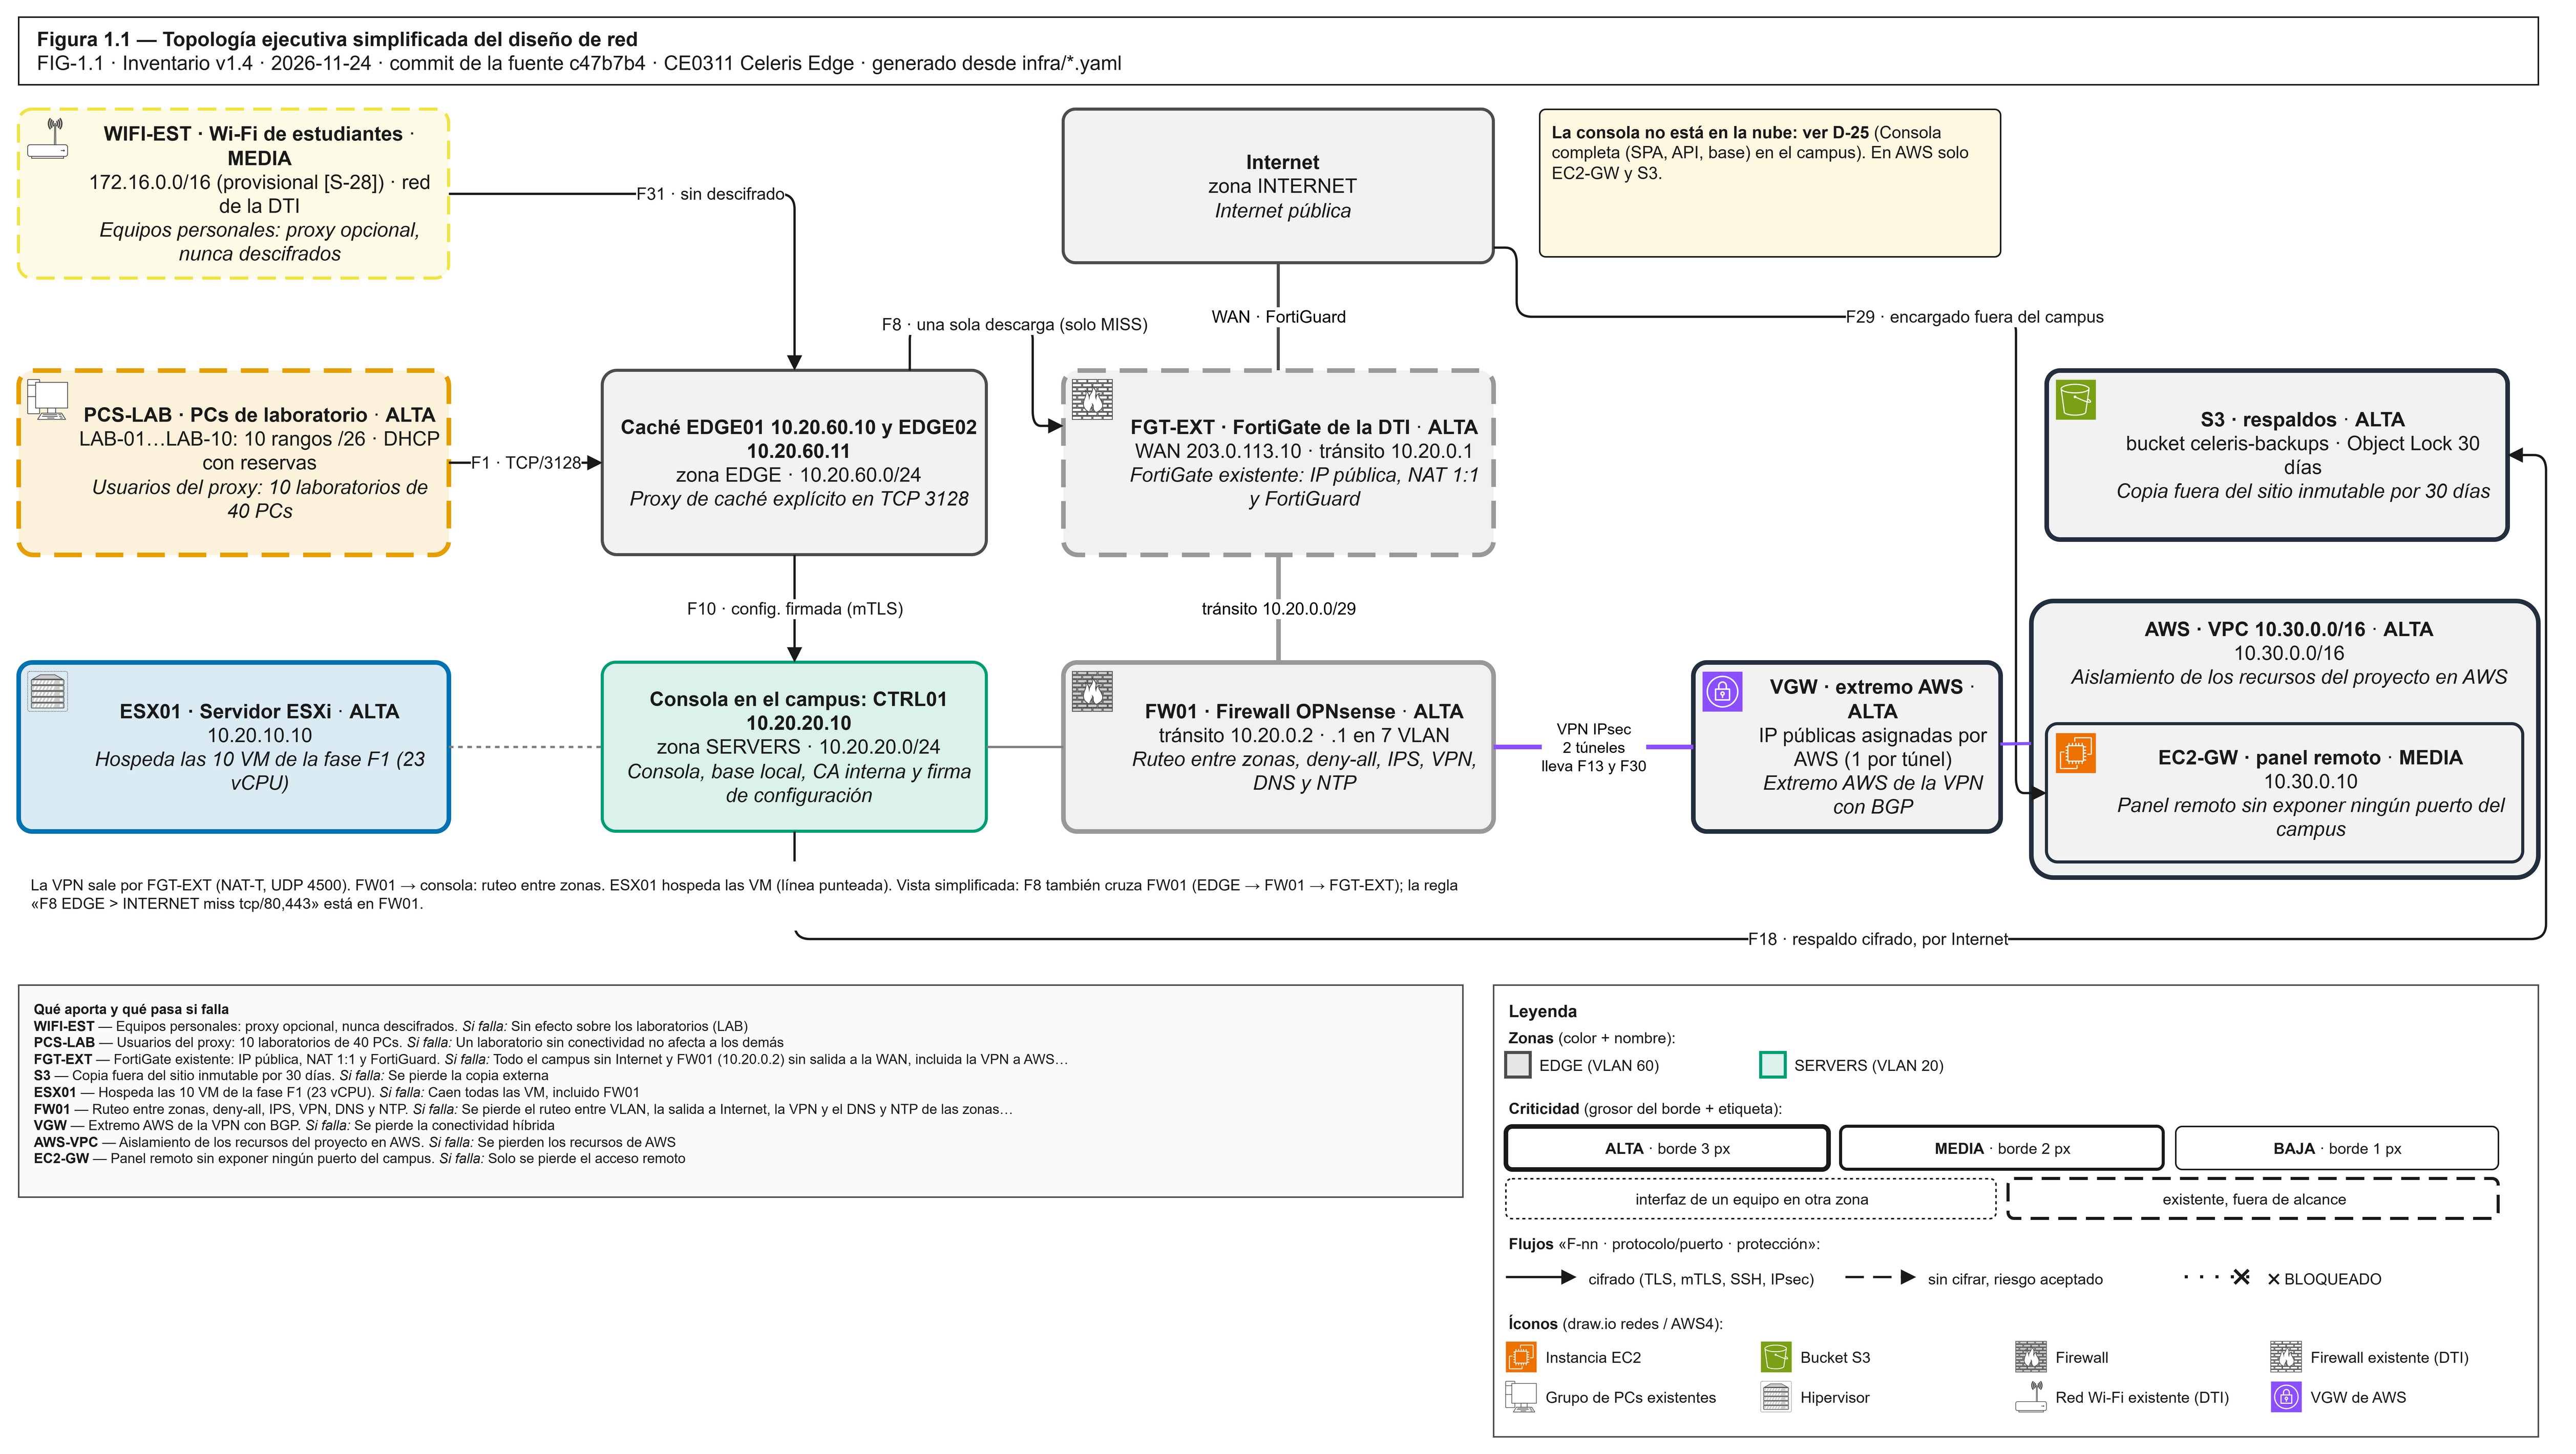 Figura 1.1 — Topología ejecutiva simplificada del diseño de red
FIG-1.1 · Inventario v1.4 · 2026-11-24 · commit de la fuente c47b7b4 · CE0311 Celeris Edge · generado desde infra/*.yaml
WIFI-EST · Wi-Fi de estudiantes ·
MEDIA
172.16.0.0/16 (provisional [S-28]) · red
de la DTI
Equipos personales: proxy opcional,
nunca descifrados
F31 · sin descifrado
Internet
zona INTERNET
Internet pública
La consola no está en la nube: ver D-25 (Consola
completa (SPA, API, base) en el campus). En AWS solo
EC2-GW y S3.
F8 · una sola descarga (solo MISS)
WAN · FortiGuard
F29 · encargado fuera del campus
PCS-LAB · PCs de laboratorio · ALTA
LAB-01…LAB-10: 10 rangos /26 · DHCP
con reservas
Usuarios del proxy: 10 laboratorios de
40 PCs
F1 · TCP/3128
Caché EDGE01 10.20.60.10 y EDGE02
10.20.60.11
zona EDGE · 10.20.60.0/24
Proxy de caché explícito en TCP 3128
FGT-EXT · FortiGate de la DTI · ALTA
WAN 203.0.113.10 · tránsito 10.20.0.1
FortiGate existente: IP pública, NAT 1:1
y FortiGuard
S3 · respaldos · ALTA
bucket celeris-backups · Object Lock 30
días
Copia fuera del sitio inmutable por 30 días
F10 · config. firmada (mTLS)
tránsito 10.20.0.0/29
ESX01 · Servidor ESXi · ALTA
10.20.10.10
Hospeda las 10 VM de la fase F1 (23
vCPU)
Consola en el campus: CTRL01
10.20.20.10
zona SERVERS · 10.20.20.0/24
Consola, base local, CA interna y firma
de configuración
FW01 · Firewall OPNsense · ALTA
tránsito 10.20.0.2 · .1 en 7 VLAN
Ruteo entre zonas, deny-all, IPS, VPN,
DNS y NTP
VPN IPsec
2 túneles
lleva F13 y F30
VGW · extremo AWS ·
ALTA
IP públicas asignadas por
AWS (1 por túnel)
Extremo AWS de la VPN
con BGP
AWS · VPC 10.30.0.0/16 · ALTA
10.30.0.0/16
Aislamiento de los recursos del proyecto en AWS
EC2-GW · panel remoto · MEDIA
10.30.0.10
Panel remoto sin exponer ningún puerto del
campus
La VPN sale por FGT-EXT (NAT-T, UDP 4500). FW01 → consola: ruteo entre zonas. ESX01 hospeda las VM (línea punteada). Vista simplificada: F8 también cruza FW01 (EDGE → FW01 → FGT-EXT); la regla
«F8 EDGE > INTERNET miss tcp/80,443» está en FW01.
F18 · respaldo cifrado, por Internet
Qué aporta y qué pasa si falla
WIFI-EST — Equipos personales: proxy opcional, nunca descifrados. Si falla: Sin efecto sobre los laboratorios (LAB)
PCS-LAB — Usuarios del proxy: 10 laboratorios de 40 PCs. Si falla: Un laboratorio sin conectividad no afecta a los demás
FGT-EXT — FortiGate existente: IP pública, NAT 1:1 y FortiGuard. Si falla: Todo el campus sin Internet y FW01 (10.20.0.2) sin salida a la WAN, incluida la VPN a AWS…
S3 — Copia fuera del sitio inmutable por 30 días. Si falla: Se pierde la copia externa
ESX01 — Hospeda las 10 VM de la fase F1 (23 vCPU). Si falla: Caen todas las VM, incluido FW01
FW01 — Ruteo entre zonas, deny-all, IPS, VPN, DNS y NTP. Si falla: Se pierde el ruteo entre VLAN, la salida a Internet, la VPN y el DNS y NTP de las zonas…
VGW — Extremo AWS de la VPN con BGP. Si falla: Se pierde la conectividad híbrida
AWS-VPC — Aislamiento de los recursos del proyecto en AWS. Si falla: Se pierden los recursos de AWS
EC2-GW — Panel remoto sin exponer ningún puerto del campus. Si falla: Solo se pierde el acceso remoto
Leyenda
Zonas (color + nombre):
EDGE (VLAN 60)
SERVERS (VLAN 20)
Criticidad (grosor del borde + etiqueta):
ALTA · borde 3 px
MEDIA · borde 2 px
BAJA · borde 1 px
interfaz de un equipo en otra zona
existente, fuera de alcance
Flujos «F-nn · protocolo/puerto · protección»:
cifrado (TLS, mTLS, SSH, IPsec)
sin cifrar, riesgo aceptado
✕ BLOQUEADO
Íconos (draw.io redes / AWS4):
Instancia EC2
Bucket S3
Firewall
Firewall existente (DTI)
Grupo de PCs existentes
Hipervisor
Red Wi-Fi existente (DTI)
VGW de AWS